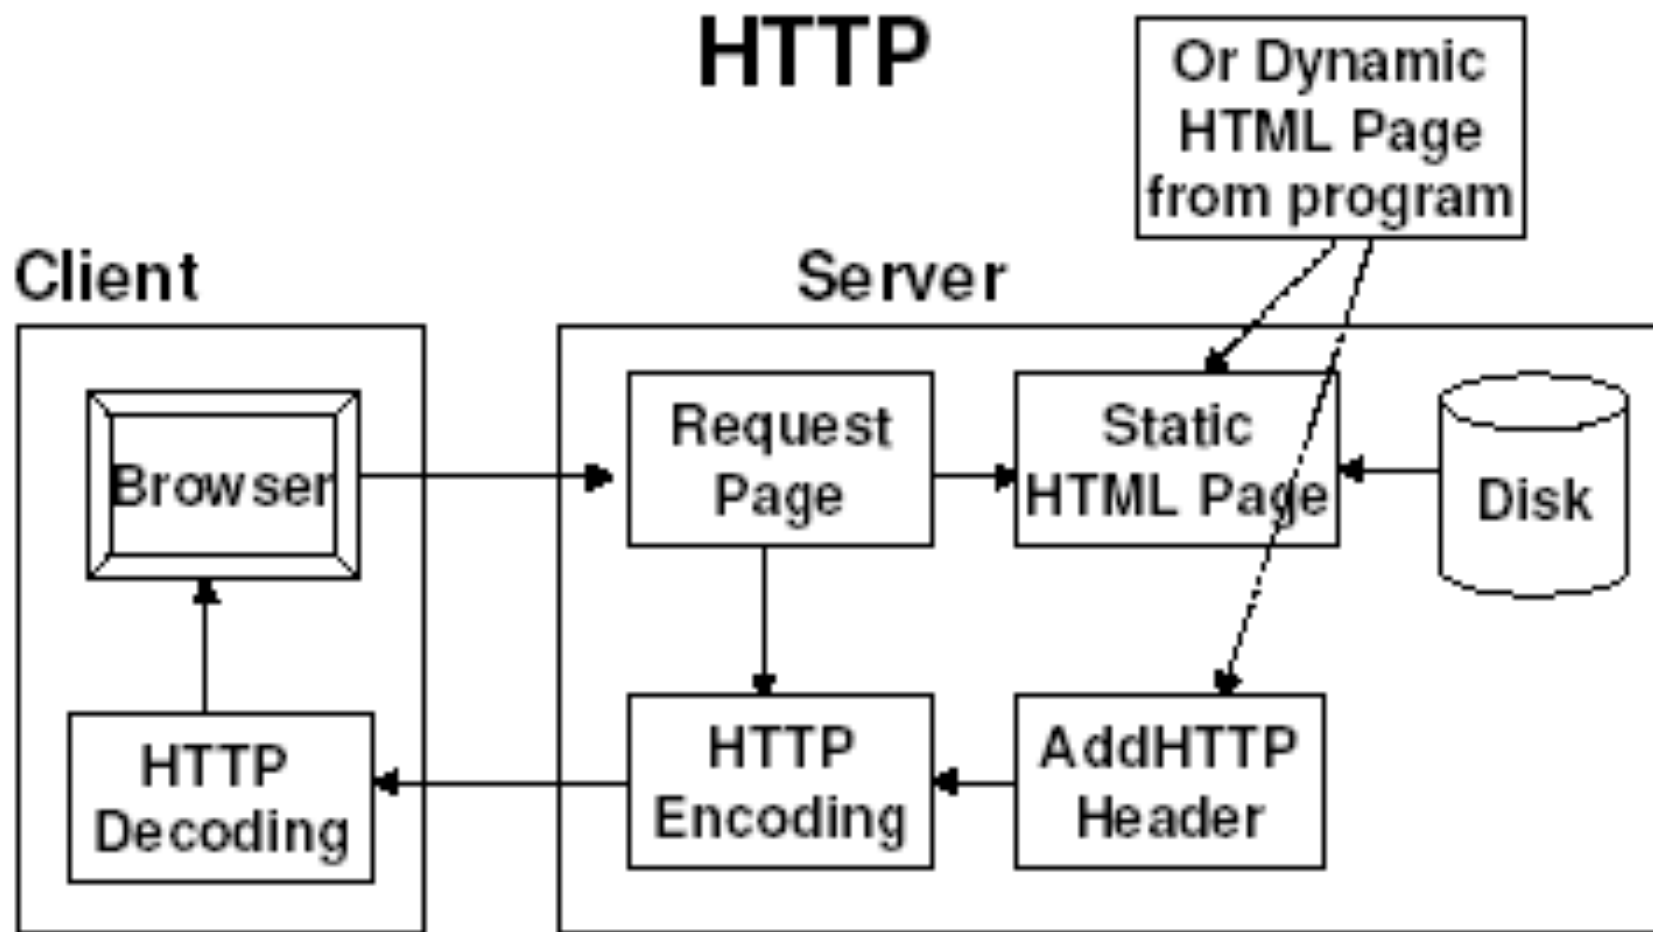 HTTP
Or Dynamic
HTML Page
from program
Client
Server
Browser
Request
Page
Static
HTML Page
Disk
HTTP
Decoding
HTTP
Encoding
AddHTTP
Header